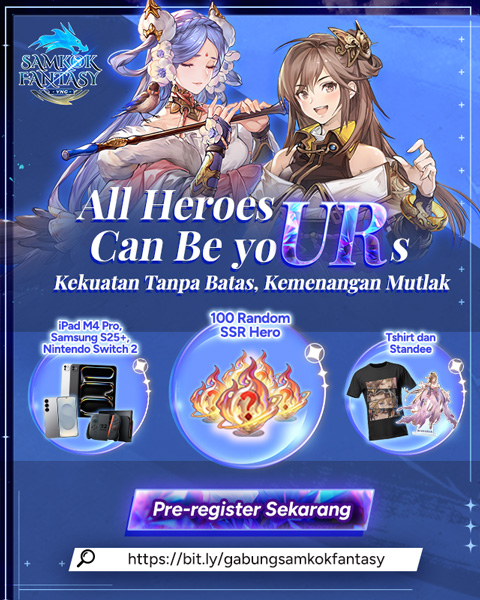 SAMKOK
FANTASY
VNG
All Heroes
Can Be yoURs
Kekuatan Tanpa Batas, Kemenangan Mutlak
iPad M4 Pro,
Samsung S25+,
Nintendo Switch 2
100 Random
SSR Hero
Tshirt dan
Standee
?
Pre-register Sekarang
https://bit.ly/gabungsamkokfantasy